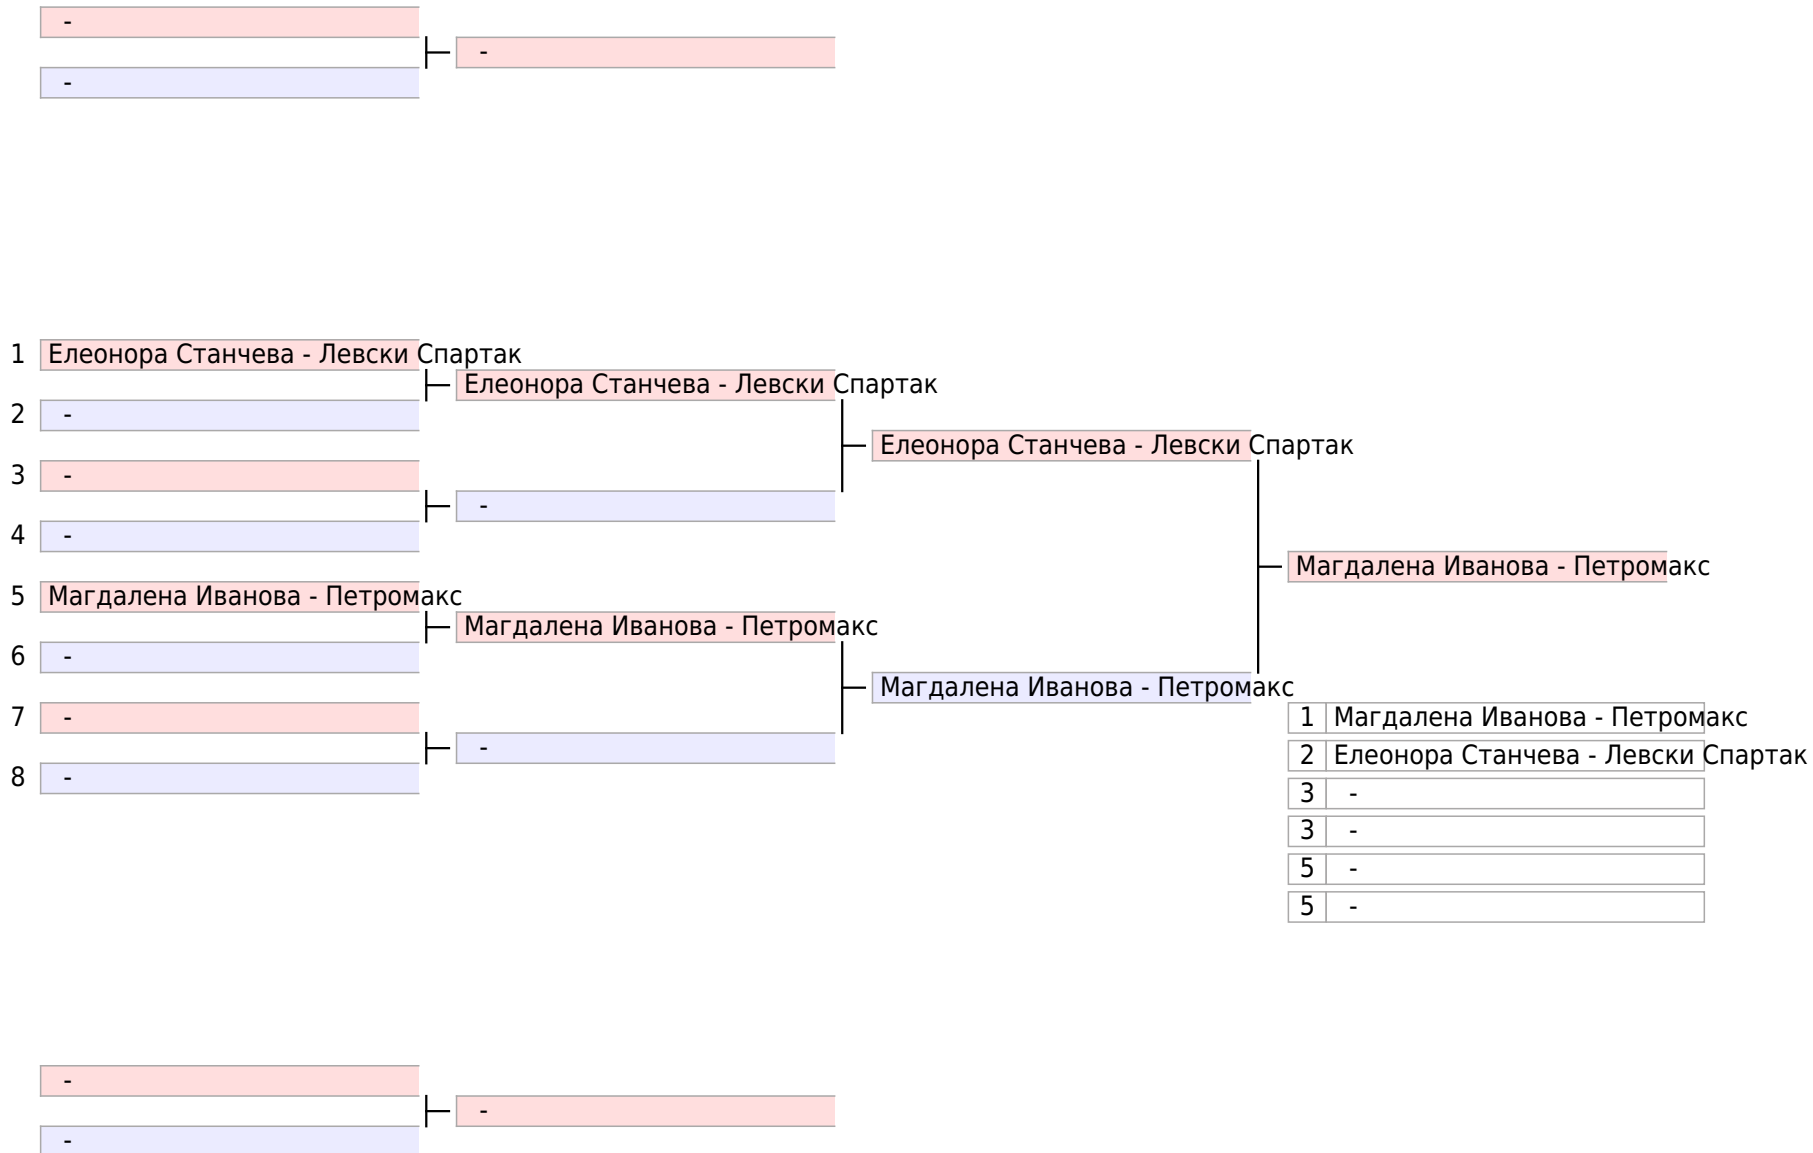 -
-
-
1 Елеонора Станчева - Левски Спартак
Елеонора Станчева - Левски Спартак
2 -
Елеонора Станчева - Левски Спартак
3 -
-
4 -
Магдалена Иванова - Петромакс
5 Магдалена Иванова - Петромакс
Магдалена Иванова - Петромакс
6 -
Магдалена Иванова - Петромакс
7 -
1 Магдалена Иванова - Петромакс
-
2 Елеонора Станчева - Левски Спартак
8 -
3 -
3 -
5 -
5 -
-
-
-